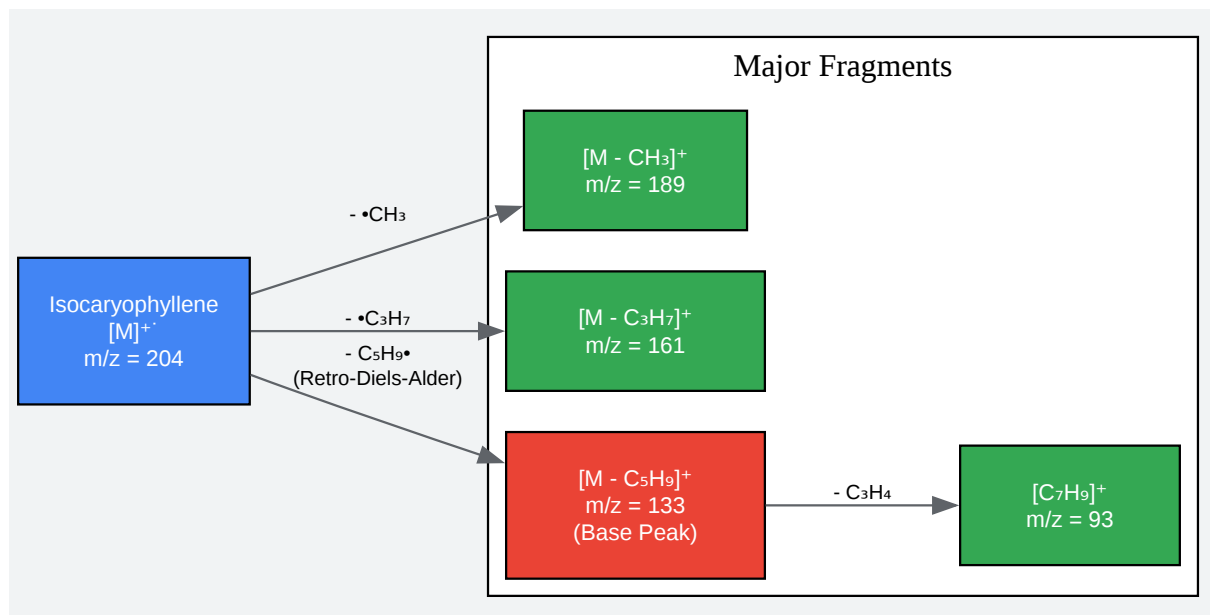 Major Fragments
[M - CH₃]⁺
m/z = 189
- •CH₃
Isocaryophyllene
[M]⁺˙
m/z = 204
- •C₃H₇
[M - C₃H₇]⁺
m/z = 161
- C₅H₉•
(Retro-Diels-Alder)
[M - C₅H₉]⁺
m/z = 133
(Base Peak)
- C₃H₄
[C₇H₉]⁺
m/z = 93